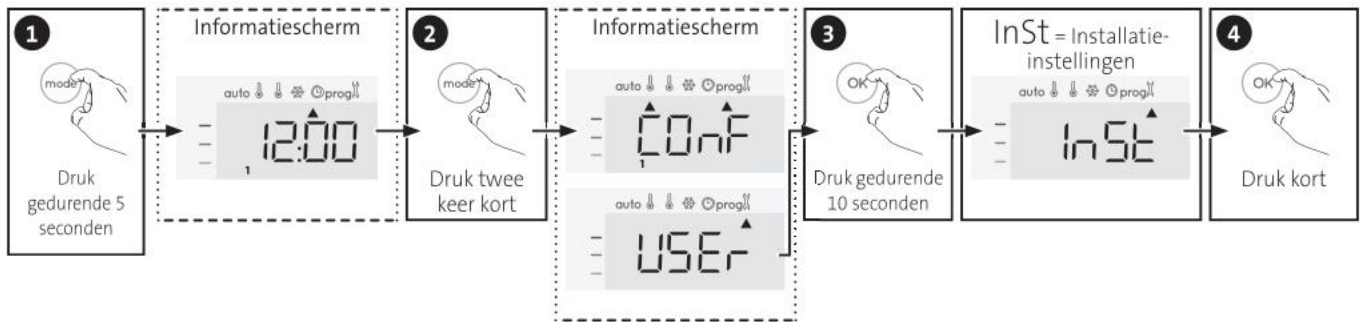 1
mode
Druk
gedurende 5
seconden
Informatiescherm
auto prog
12:00
1
2
mode
Druk twee
keer kort
Informatiescherm
auto prog
COnF
1
auto prog
USEr
3
OK
Druk gedurende
10 seconden
InSt = Installatie-
instellingen
auto prog
InSt
4
OK
Druk kort